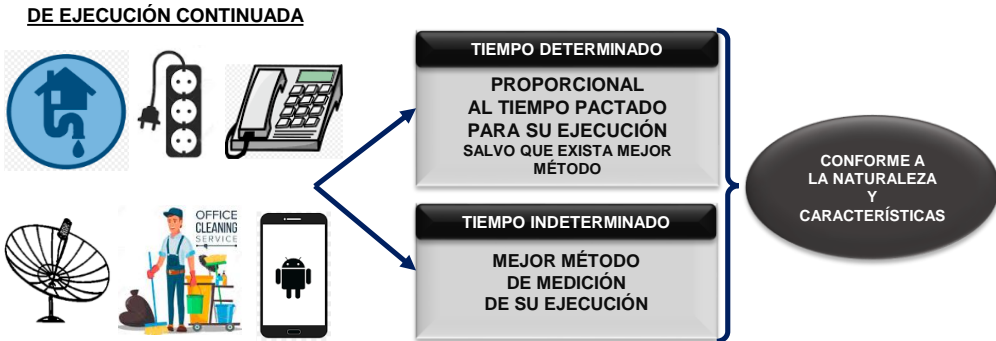 DE EJECUCIÓN CONTINUADA
OFFICE
CLEANING
SERVICE
TIEMPO DETERMINADO
PROPORCIONAL
AL TIEMPO PACTADO
PARA SU EJECUCIÓN
SALVO QUE EXISTA MEJOR
MÉTODO
TIEMPO INDETERMINADO
MEJOR MÉTODO
DE MEDICIÓN
DE SU EJECUCIÓN
CONFORME A
LA NATURALEZA
Y
CARACTERÍSTÍCAS